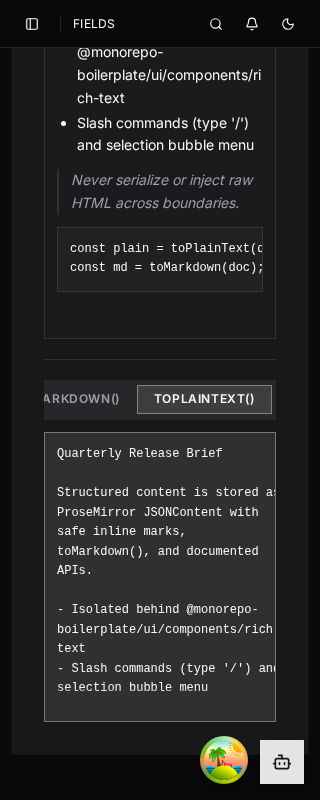 FIELDS
@monorepo-
boilerplate/ui/components/ri
ch-text
Slash commands (type '/')
and selection bubble menu
Never serialize or inject raw
HTML across boundaries.
const plain = toPlainText(
const md = toMarkdown(doc);
ARKDOWN() TOPLAINTEXT()
Quarterly Release Brief
Structured content is stored as
ProseMirror JSONContent with
safe inline marks,
toMarkdown(), and documented
APIs.
- Isolated behind @monorepo-
boilerplate/ui/components/rich
text
- Slash commands (type '/') and
selection bubble menu